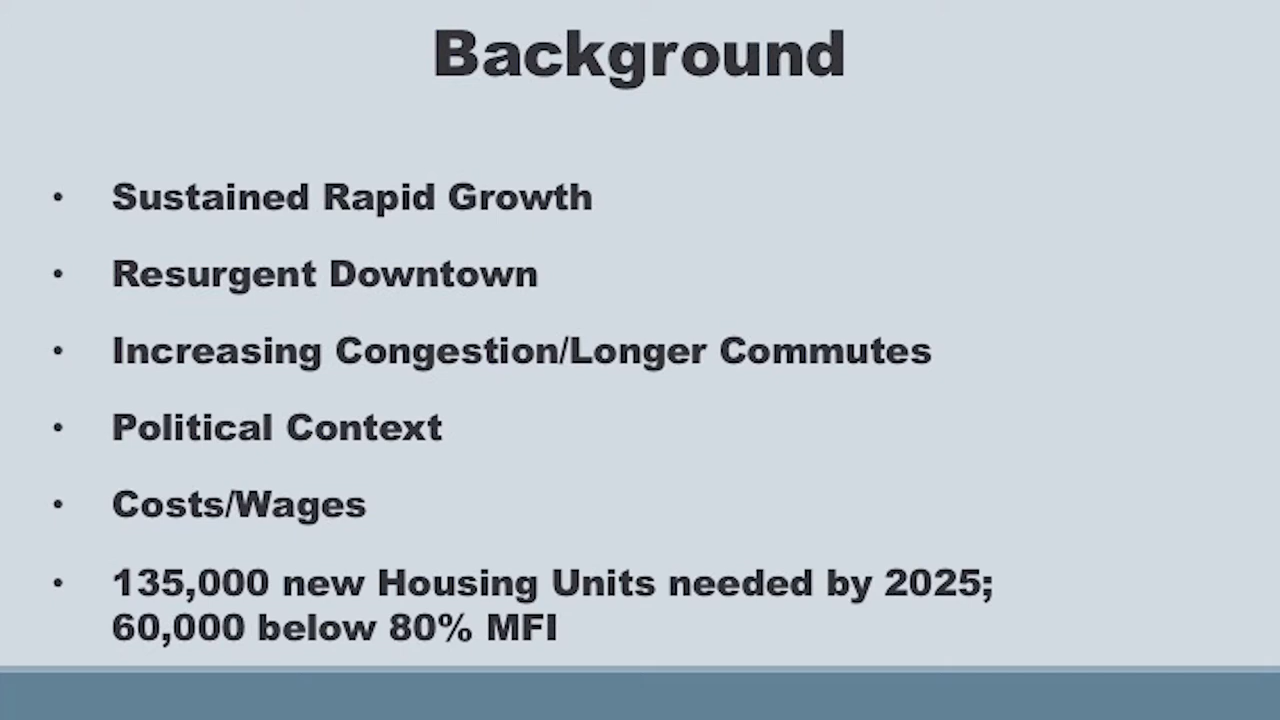 Background
• Sustained Rapid Growth
• Resurgent Downtown
• Increasing Congestion/Longer Commutes
• Political Context
• Costs/Wages
• 135,000 new Housing Units needed by 2025;
60,000 below 80% MFI